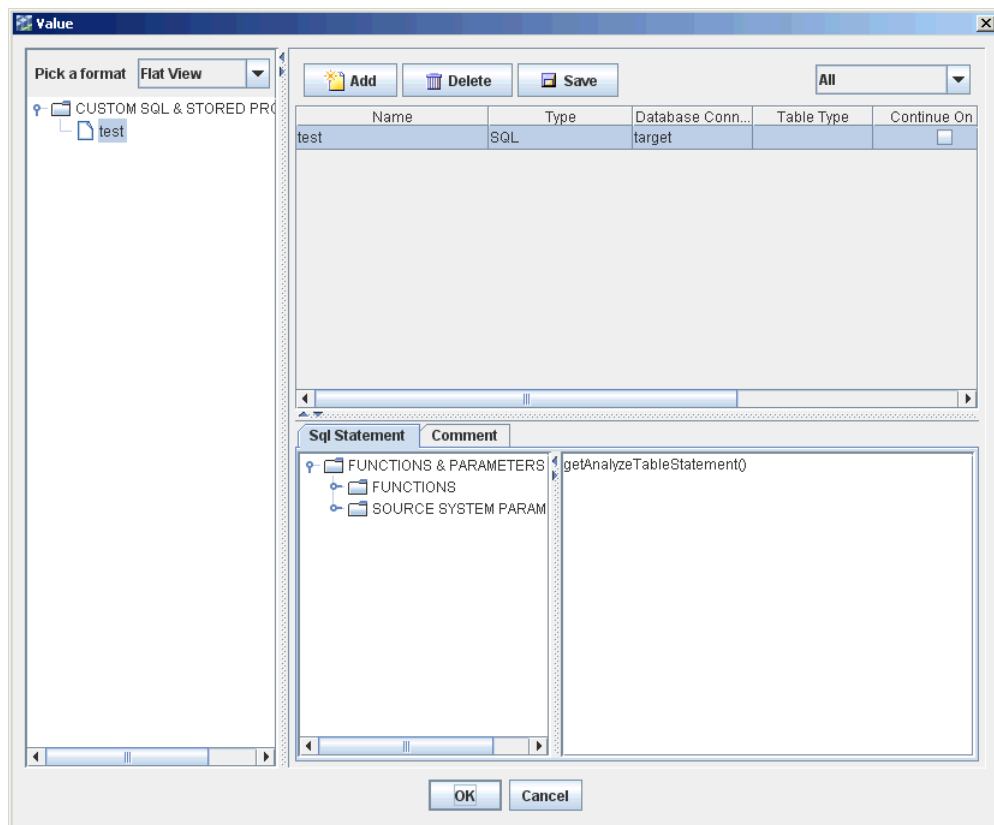 Value
Pick a format Flat View
CUSTOM SQL & STORED PRO
test
Add Delete Save All
Name Type Database Conn... Table Type Continue On
test SQL target
Sql Statement Comment
FUNCTIONS & PARAMETERS
FUNCTIONS
SOURCE SYSTEM PARAM
getAnalyzeTableStatement()
OK Cancel